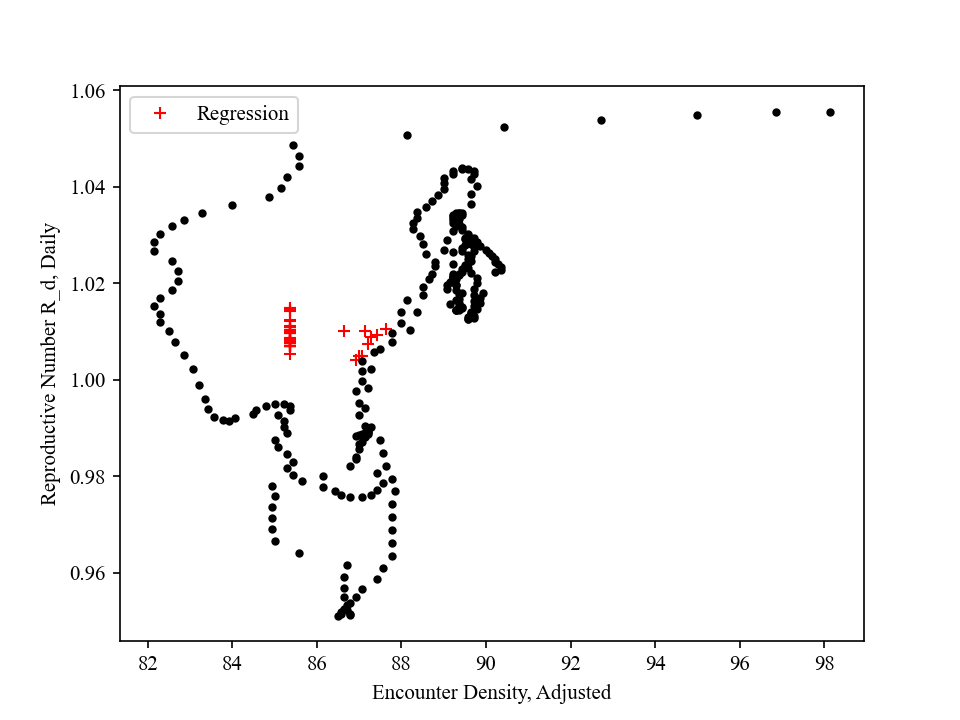 Regression
1.06
1.04
1.02
1.00
0.98
0.96
Reproductive Number R_d, Daily
82 84 86 88 90 92 94 96 98
Encounter Density, Adjusted